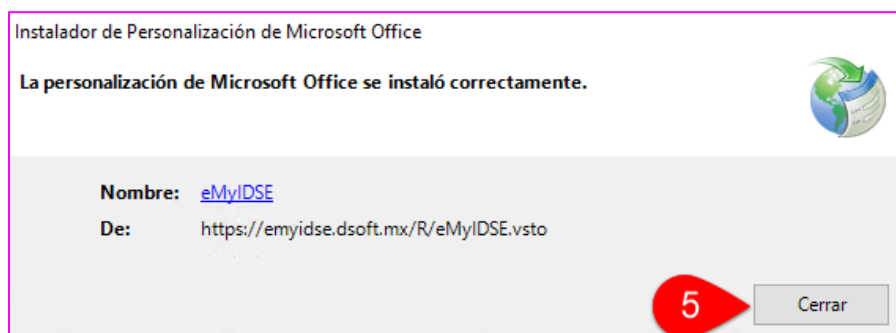 Instalador de Personalización de Microsoft Office
La personalización de Microsoft Office se instaló correctamente.
Nombre: eMyIDSE
De: https://emyidse.dsoft.mx/R/eMyIDSE.vsto
5 Cerrar